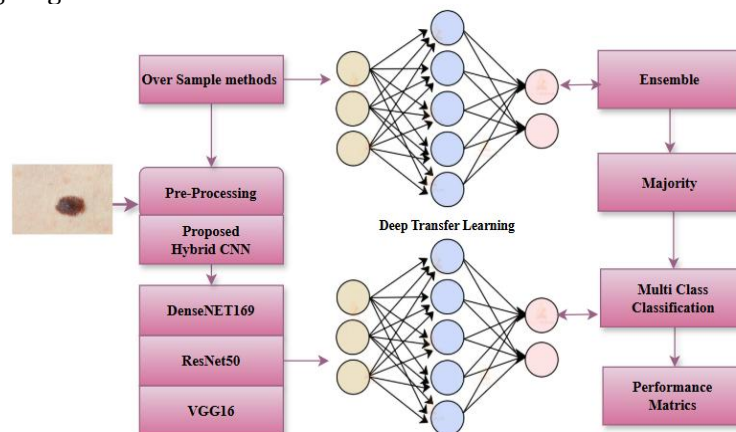 Over Sample methods
Ensemble
Pre-Processing
Majority
Proposed
Hybrid CNN
Deep Transfer Learning
DenseNET169
Multi Class
Classification
ResNet50
Performance
Matrics
VGG16